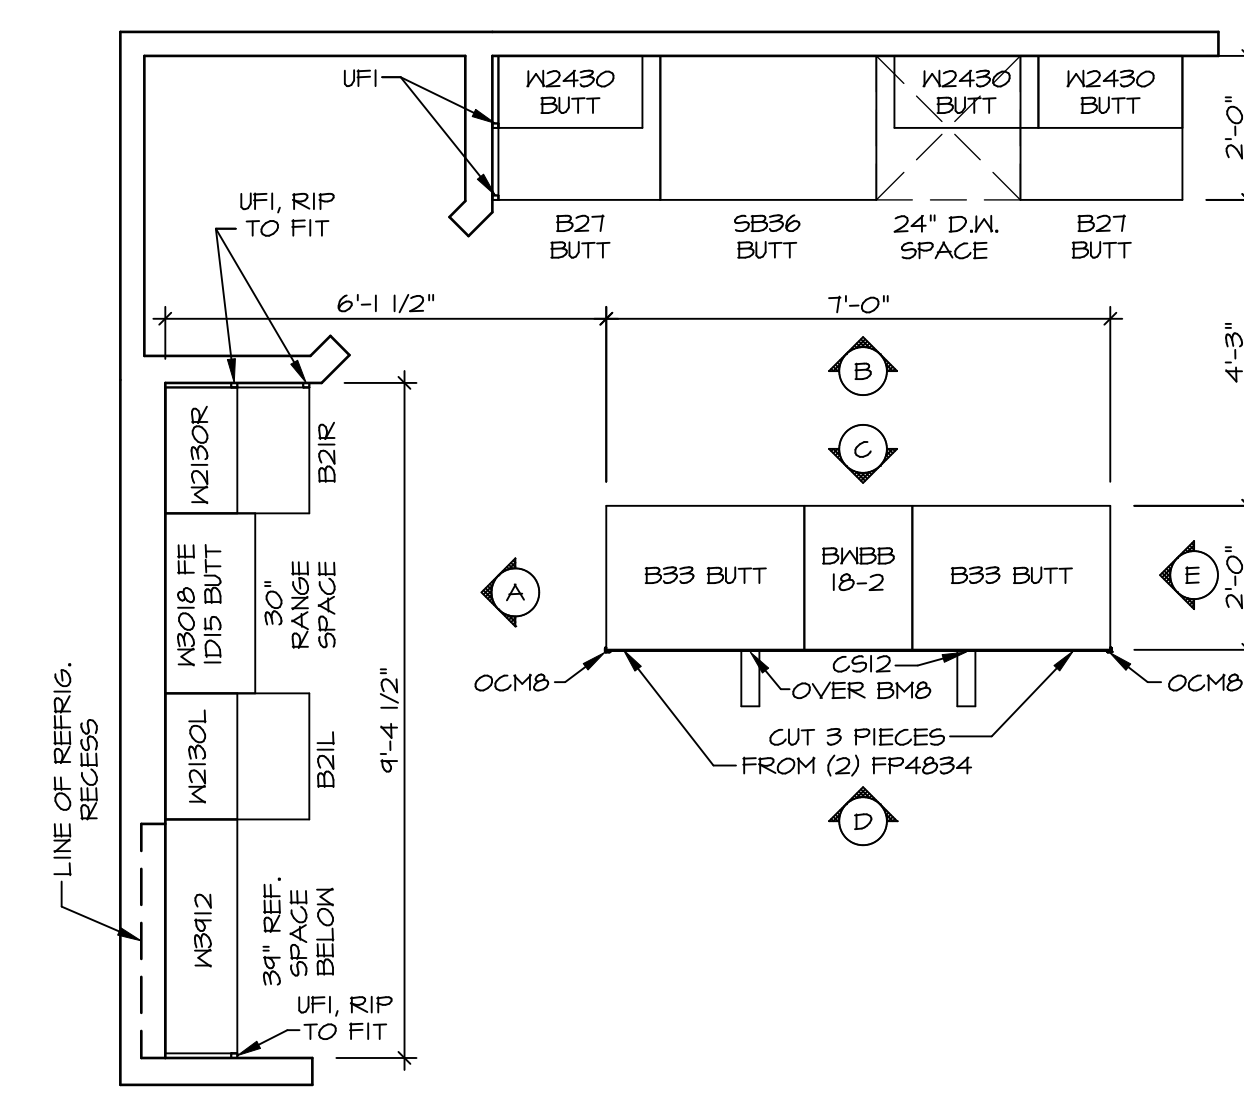 UF1
W2430
BUTT
W2430
BUTT
W2430
BUTT
2'-0"
UF1, RIP
TO FIT
B27
BUTT
SB36
BUTT
24" D.W.
SPACE
B27
BUTT
6'-1 1/2"
7'-0"
4'-3"
B
C
W2130R
B21R
W3018 FE
1D15 BUTT
30"
RANGE
SPACE
A
B33 BUTT
BWBB
18-2
B33 BUTT
E
2'-0"
OCM8
CS12
OVER BM8
OCM8
CUT 3 PIECES
FROM (2) FP4834
W2130L
B21L
9'-4 1/2"
LINE OF REFRIG.
RECESS
D
W3912
39" REF.
SPACE
BELOW
UF1, RIP
TO FIT